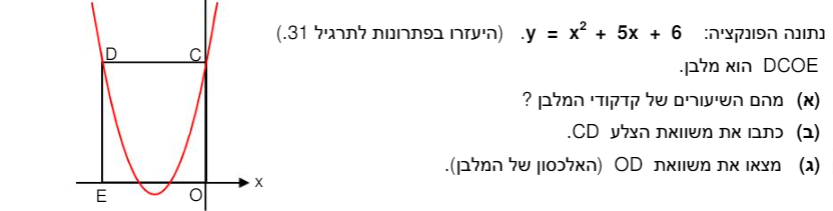 נתונה הפונקציה: y = x² + 5x + 6. (היעזרו בפתרונות לתרגיל 31.)
DCOE הוא מלבן.
(א) מהם השיעורים של קדקודי המלבן ?
(ב) כתבו את משוואת הצלע CD.
(ג) מצאו את משוואת OD (האלכסון של המלבן).
D C
E O x